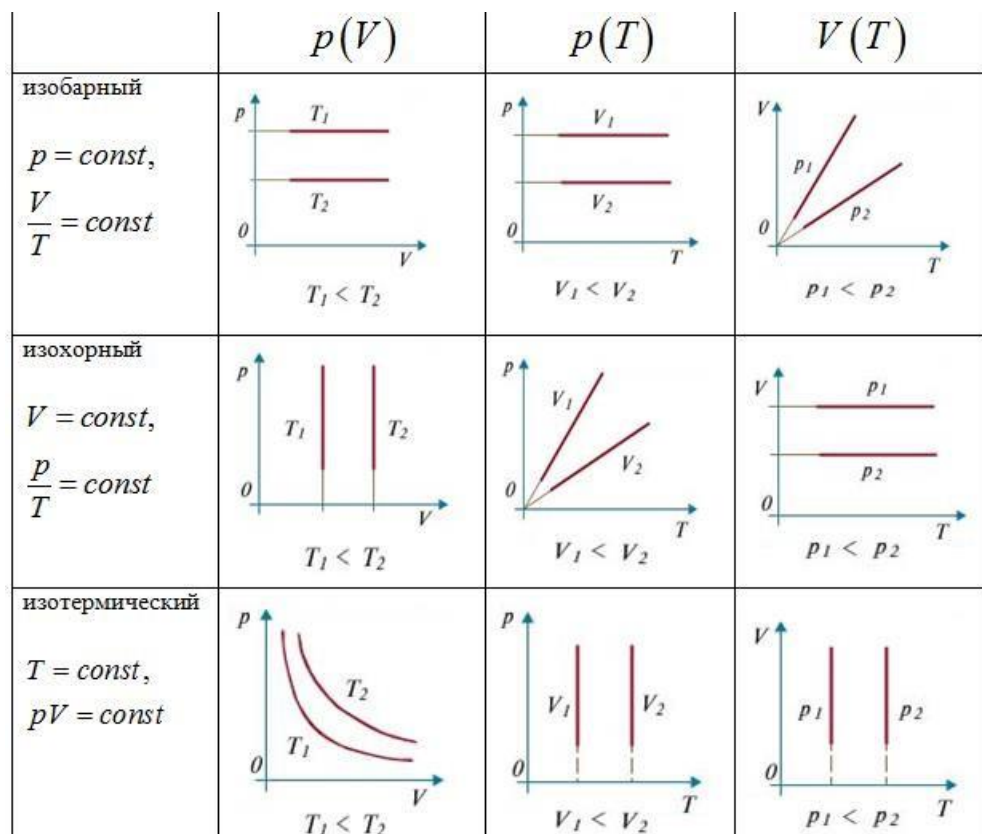 p(V)
p(T)
V(T)
изобарный
p = const,
V/T = const
p
T₁
T₂
0
V
T₁ < T₂
p
V₁
V₂
0
T
V₁ < V₂
V
p₁
p₂
0
T
p₁ < p₂
изохорный
V = const,
p/T = const
p
T₁
T₂
0
V
T₁ < T₂
p
V₁
V₂
0
T
V₁ < V₂
V
p₁
p₂
0
T
p₁ < p₂
изотермический
T = const,
pV = const
p
T₂
T₁
0
V
T₁ < T₂
p
V₁
V₂
0
T
V₁ < V₂
V
p₁
p₂
0
T
p₁ < p₂